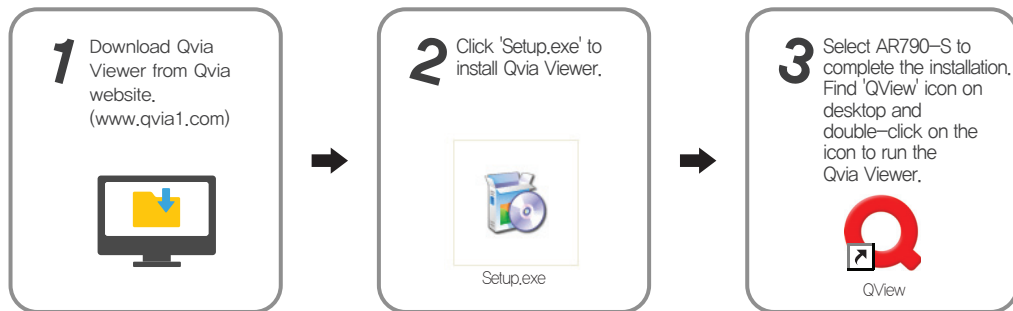 1
Download Qvia
Viewer from Qvia
website.
(www.qvia1.com)
2
Click 'Setup.exe' to
install Qvia Viewer.
Setup.exe
3
Select AR790-S to
complete the installation.
Find 'QView' icon on
desktop and
double-click on the
icon to run the
Qvia Viewer.
QView